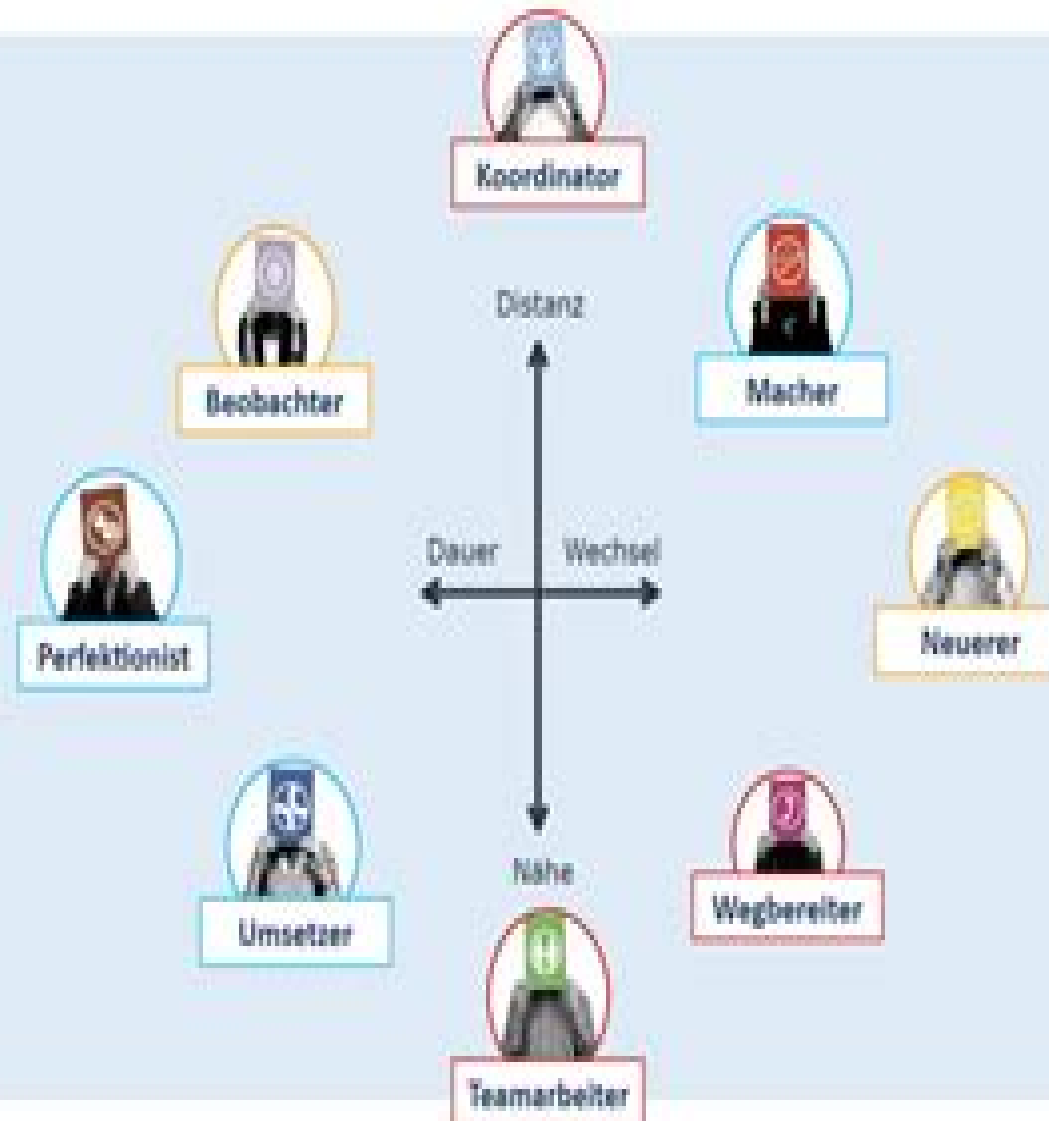 Koordinator
Distanz
Beobachter
Macher
Dauer
Wechsel
Perfektionist
Neuerer
Nähe
Umsetzer
Wegbereiter
Teamarbeiter